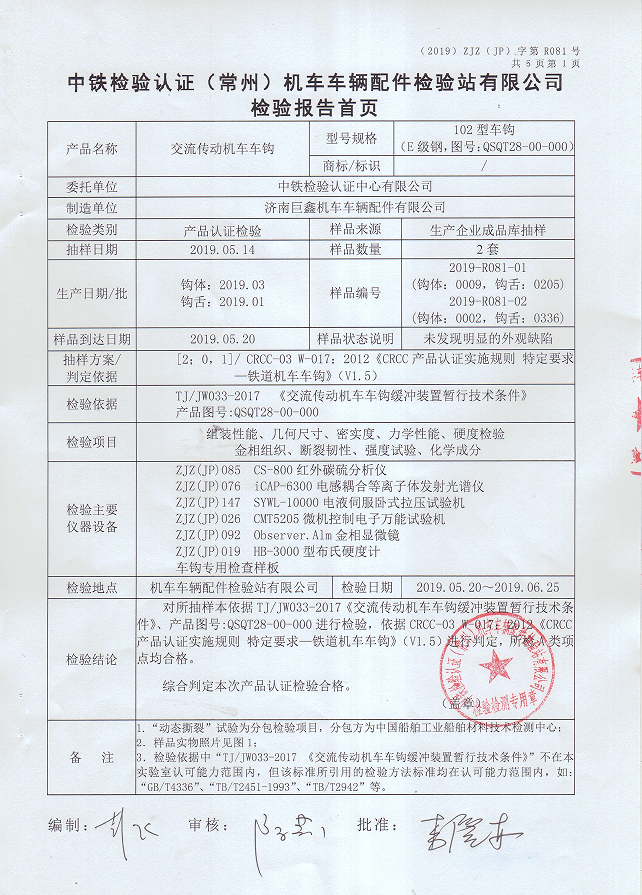 （2019）ZJZ（JP）字第 R081 号
共 5 页第 1 页
中铁检验认证（常州）机车车辆配件检验站有限公司
检验报告首页
产品名称 交流传动机车车钩 型号规格 102 型车钩
（E 级钢,图号:QSQT28-00-000）
商标/标识 /
委托单位 中铁检验认证中心有限公司
制造单位 济南巨鑫机车车辆配件有限公司
检验类别 产品认证检验 样品来源 生产企业成品库抽样
抽样日期 2019.05.14 样品数量 2 套
生产日期/批 钩体：2019.03
钩舌：2019.01
样品编号 2019-R081-01
(钩体：0009，钩舌：0205)
2019-R081-02
(钩体：0002，钩舌：0336)
样品到达日期 2019.05.20 样品状态说明 未发现明显的外观缺陷
抽样方案/
判定依据
[2；0，1]/ CRCC-03 W-017：2012《CRCC 产品认证实施规则 特定要求
—铁道机车车钩》（V1.5）
检验依据 TJ/JW033-2017 《交流传动机车车钩缓冲装置暂行技术条件》
产品图号:QSQT28-00-000
检验项目 组装性能、几何尺寸、密实度、力学性能、硬度检验
金相组织、断裂韧性、强度试验、化学成分
检验主要
仪器设备
ZJZ(JP)085 CS-800 红外碳硫分析仪
ZJZ(JP)076 iCAP-6300 电感耦合等离子体发射光谱仪
ZJZ(JP)147 SYWL-10000 电液伺服卧式拉压试验机
ZJZ(JP)026 CMT5205 微机控制电子万能试验机
ZJZ(JP)092 Observer.Alm 金相显微镜
ZJZ(JP)019 HB-3000 型布氏硬度计
车钩专用检查样板
检验地点 机车车辆配件检验站有限公司 检验日期 2019.05.20～2019.06.25
检验结论 对所抽样本依据 TJ/JW033-2017《交流传动机车车钩缓冲装置暂行技术条
件》、产品图号:QSQT28-00-000 进行检验，依据 CRCC-03 W-017：2012《CRCC
产品认证实施规则 特定要求—铁道机车车钩》（V1.5）进行判定，所确认类项
点均合格。
综合判定本次产品认证检验合格。
（盖章）
检验检测专用章
备 注 1.“动态撕裂”试验为分包检验项目，分包方为中国船舶工业船舶材料技术检测中心；
2．样品实物照片见图 1；
3．检验依据中“TJ/JW033-2017 《交流传动机车车钩缓冲装置暂行技术条件》”不在本
实验室认可能力范围内，但该标准所引用的检验方法标准均在认可能力范围内，如：
“GB/T4336”、“TB/T2451-1993”、“TB/T2942”等。
编制： 审核： 批准：